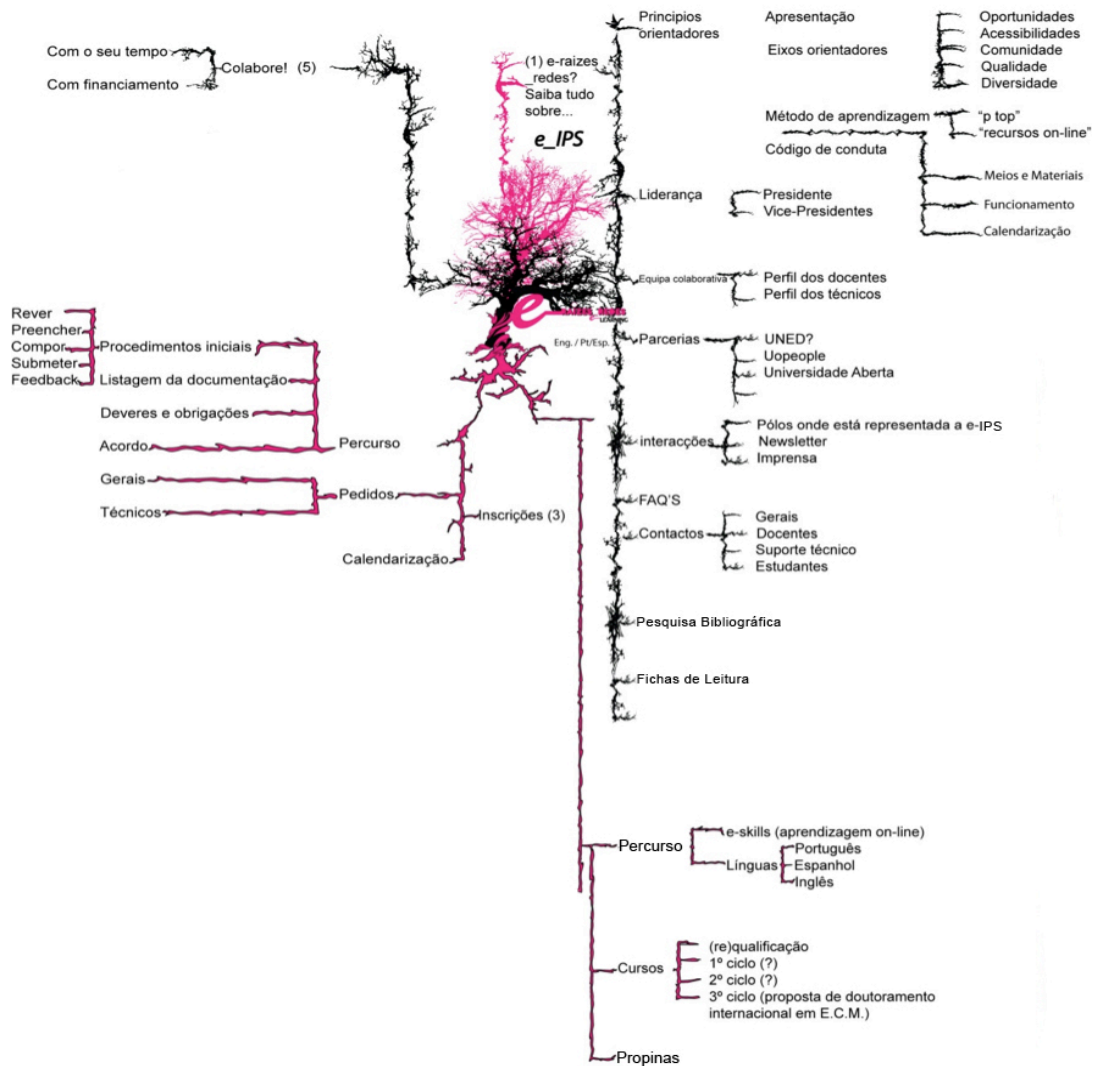 Com o seu tempo
Colabore! (5)
Com financiamento
(1) e-raizes
_redes?
Saiba tudo
sobre...
e_IPS
e
RAIZES_REDES
LEARNING
Eng. / Pt/Esp.
Principios
orientadores
Apresentação
Eixos orientadores
Oportunidades
Acessibilidades
Comunidade
Qualidade
Diversidade
Método de aprendizagem
"p top"
"recursos on-line"
Código de conduta
Meios e Materiais
Funcionamento
Calendarização
Liderança
Presidente
Vice-Presidentes
Equipa colaborativa
Perfil dos docentes
Perfil dos técnicos
Parcerias
UNED?
Uopeople
Universidade Aberta
interacções
Pólos onde está representada a e-IPS
Newsletter
Imprensa
FAQ'S
Contactos
Gerais
Docentes
Suporte técnico
Estudantes
Pesquisa Bibliográfica
Fichas de Leitura
Rever
Preencher
Compor
Submeter
Feedback
Procedimentos iniciais
Listagem da documentação
Deveres e obrigações
Acordo
Percurso
Gerais
Pedidos
Técnicos
Inscrições (3)
Calendarização
Percurso
e-skills (aprendizagem on-line)
Línguas
Português
Espanhol
Inglês
Cursos
(re)qualificação
1º ciclo (?)
2º ciclo (?)
3º ciclo (proposta de doutoramento
internacional em E.C.M.)
Propinas